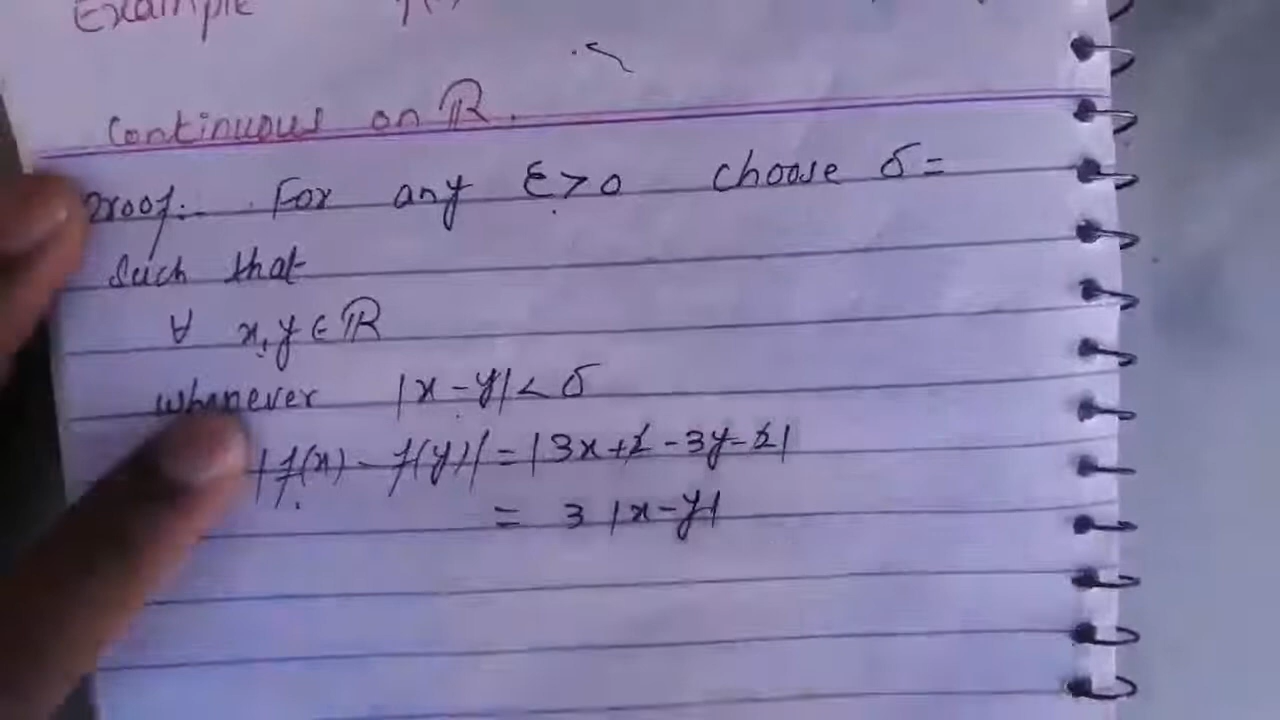 Example
continuous on ℝ.
Proof:- For any ε>0 choose δ=
such that
∀ x, y ∈ ℝ
whenever |x-y|<δ
|f(x) - f(y)| = |3x+2-3y-2|
= 3 |x-y|